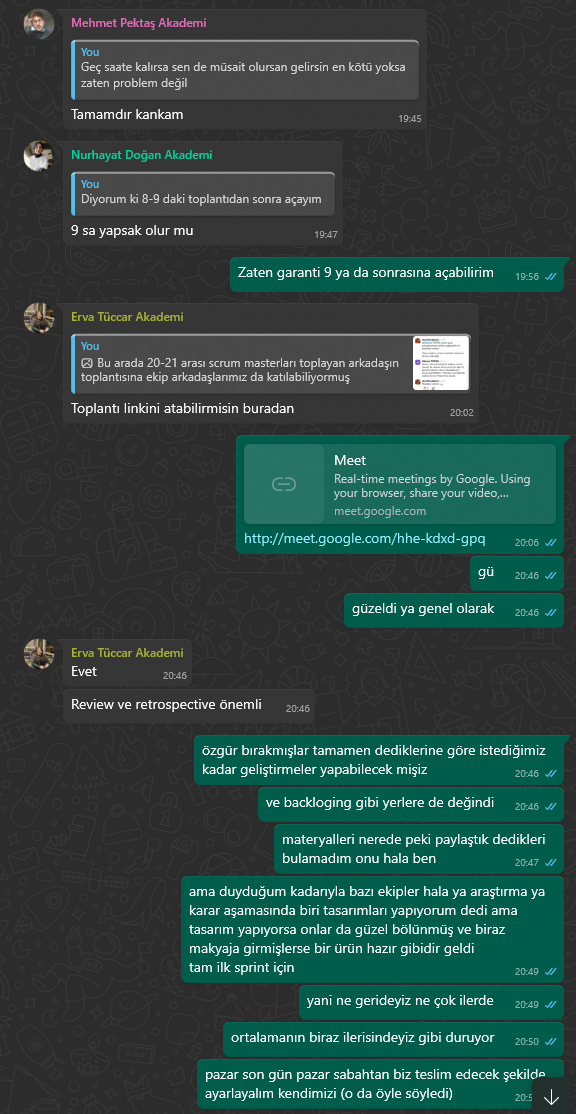 Mehmet Pektaş Akademi
You
Geç saate kalırsa sen de müsait olursan gelirsin en kötü yoksa
zaten problem değil
Tamamdır kankam
19:45
Nurhayat Doğan Akademi
You
Diyorum ki 8-9 daki toplantıdan sonra açayım
9 sa yapsak olur mu
19:47
Zaten garanti 9 ya da sonrasına açabilirim
19:56
Erva Tüccar Akademi
You
Bu arada 20-21 arası scrum masterları toplayan arkadaşın
toplantısına ekip arkadaşlarımız da katılabiliyormuş
Toplantı linkini atabilirmisin buradan
20:02
Meet
Real-time meetings by Google. Using
your browser, share your video,...
meet.google.com
http://meet.google.com/hhe-kdxd-gpq
20:06
gü
20:46
güzeldi ya genel olarak
20:46
Erva Tüccar Akademi
Evet
20:46
Review ve retrospective önemli
20:46
özgür bırakmışlar tamamen dediklerine göre istediğimiz
kadar geliştirmeler yapabilecek mişiz
20:46
ve backloging gibi yerlere de değindi
20:46
materyalleri nerede peki paylaştık dedikleri
bulamadım onu hala ben
20:47
ama duyduğum kadarıyla bazı ekipler hala ya araştırma ya
karar aşamasında biri tasarımları yapıyorum dedi ama
tasarım yapıyorsa onlar da güzel bölünmüş ve biraz
makyaja girmişlerse bir ürün hazır gibidir geldi
tam ilk sprint için
20:49
yani ne gerideyiz ne çok ilerde
20:49
ortalamanın biraz ilerisindeyiz gibi duruyor
20:50
pazar son gün pazar sabahtan biz teslim edecek şekilde
ayarlayalım kendimizi (o da öyle söyledi)